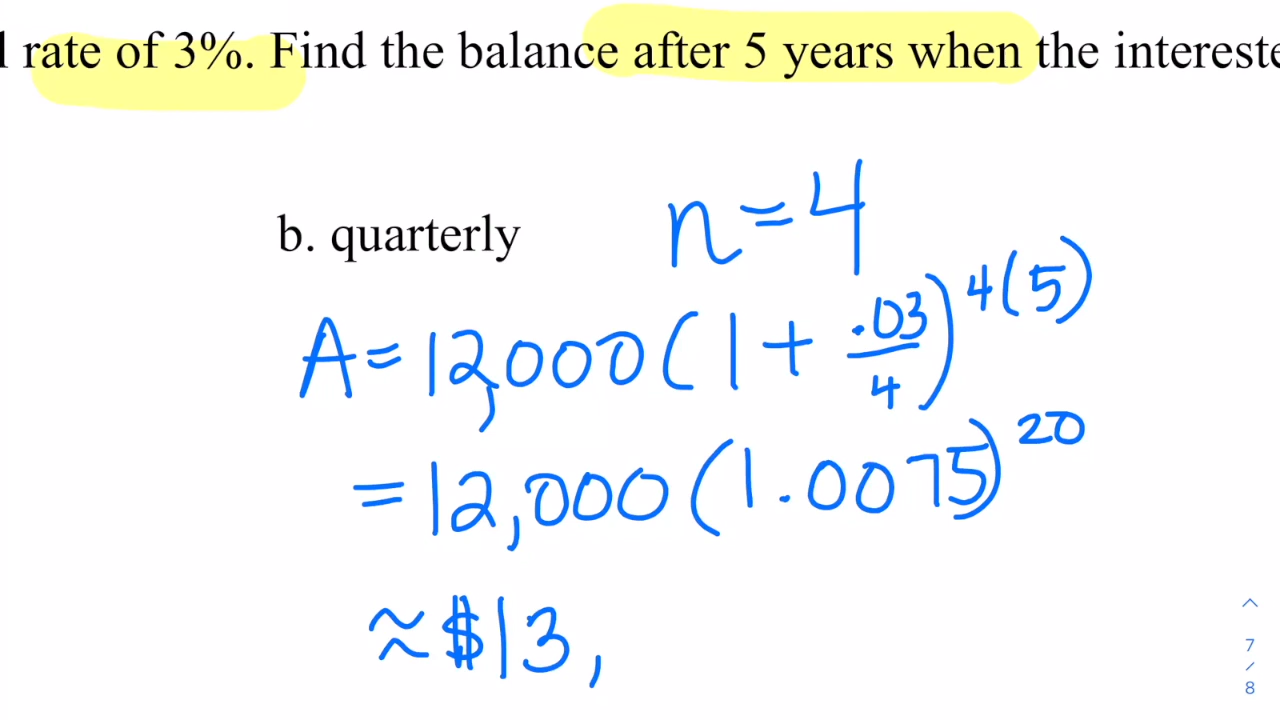 l rate of 3%. Find the balance after 5 years when the intereste
b. quarterly n=4
A=12,000(1+.03/4)^4(5)
=12,000(1.0075)^20
≈$13,
7
/
8